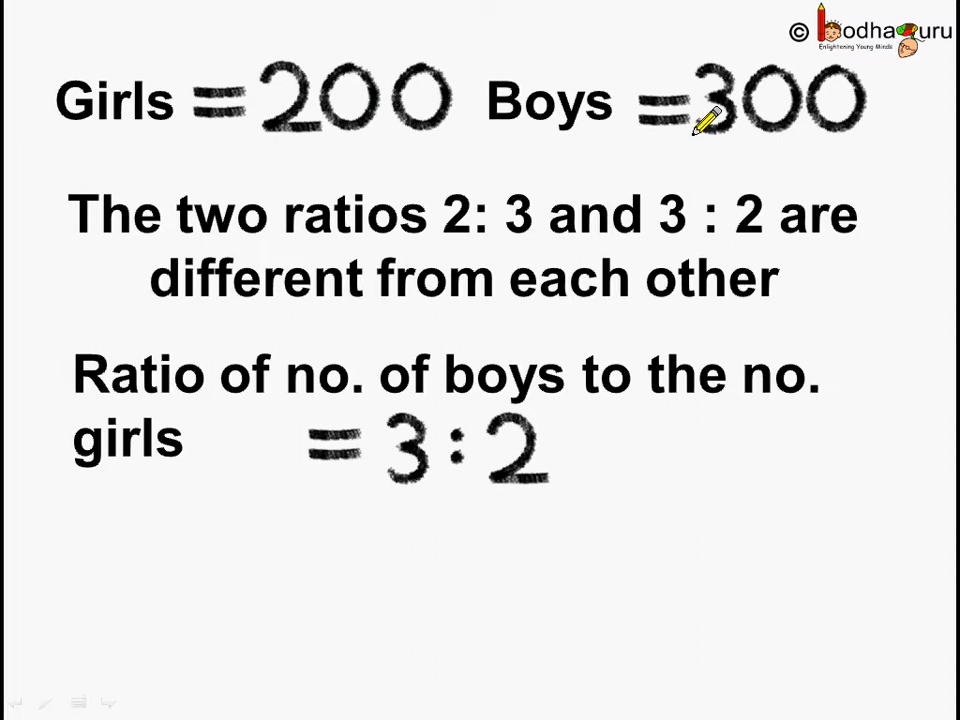 © BodhaGuru
Enlightening Young Minds
Girls = 200 Boys = 300
The two ratios 2: 3 and 3 : 2 are
different from each other
Ratio of no. of boys to the no.
girls = 3 : 2